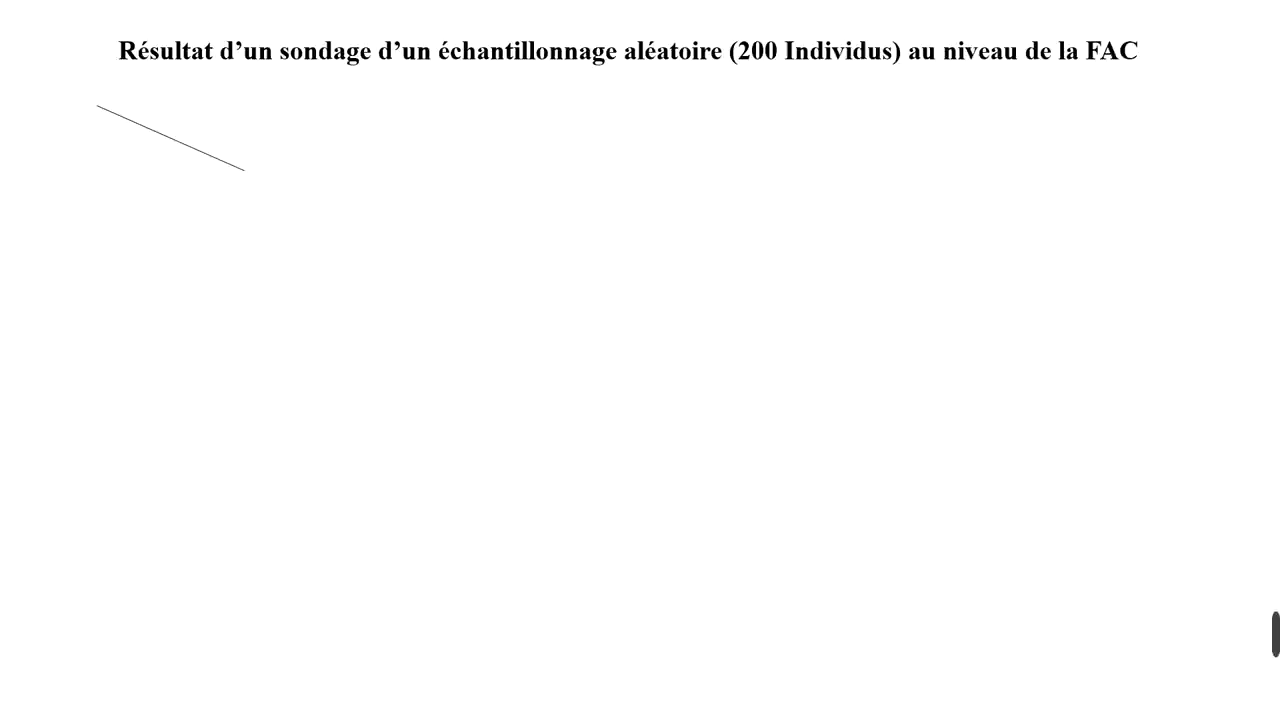 Résultat d’un sondage d’un échantillonnage aléatoire (200 Individus) au niveau de la FAC